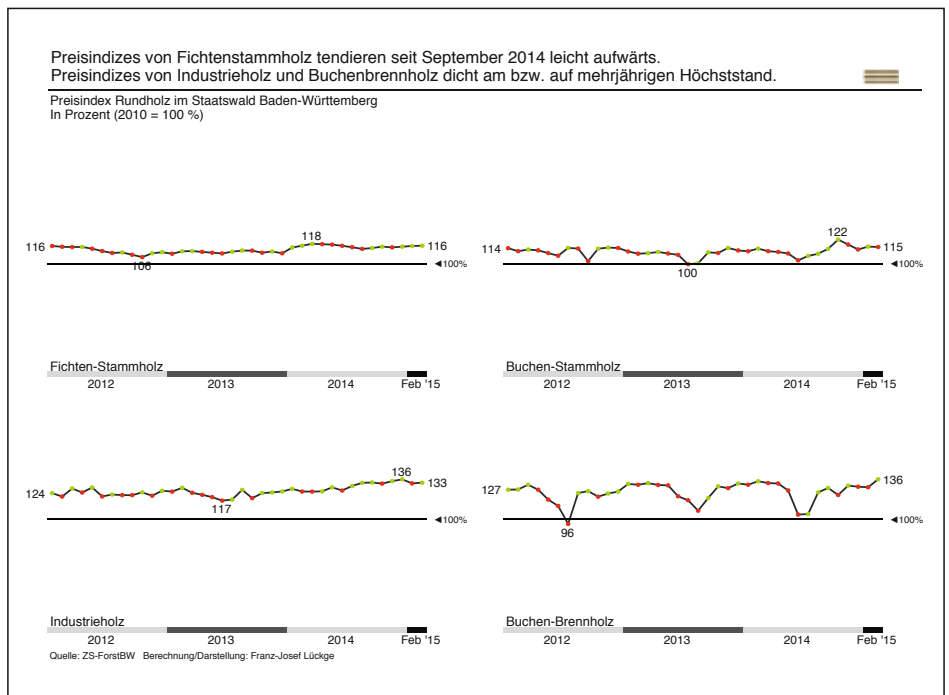 Preisindizes von Fichtenstammholz tendieren seit September 2014 leicht aufwärts.
Preisindizes von Industrieholz und Buchenbrennholz dicht am bzw. auf mehrjährigen Höchststand.
Preisindex Rundholz im Staatswald Baden-Württemberg
In Prozent (2010 = 100 %)
116
106
118
116
◄100%
Fichten-Stammholz
2012
2013
2014
Feb '15
114
100
122
115
◄100%
Buchen-Stammholz
2012
2013
2014
Feb '15
124
117
136
133
◄100%
Industrieholz
2012
2013
2014
Feb '15
127
96
136
◄100%
Buchen-Brennholz
2012
2013
2014
Feb '15
Quelle: ZS-ForstBW Berechnung/Darstellung: Franz-Josef Lückge